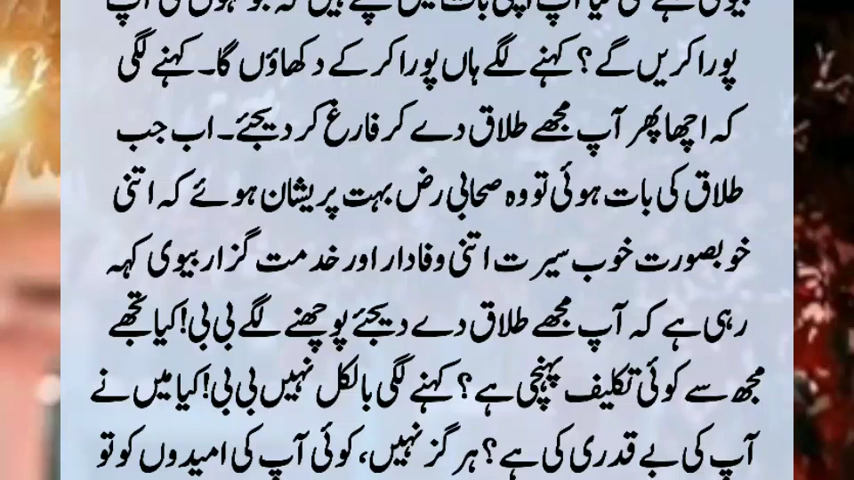 پورا کریں گے؟ کہنے لگے ہاں پورا کر کے دکھاؤں گا۔ کہنے لگی
کہ اچھا پھر آپ مجھے طلاق دے کر فارغ کر دیجئے۔ اب جب
طلاق کی بات ہوئی تو وہ صحابی رض بہت پریشان ہوئے کہ اتنی
خوبصورت خوب سیرت اتنی وفادار اور خدمت گزار بیوی کہہ
رہی ہے کہ آپ مجھے طلاق دے دیجئے پوچھنے لگے بی بی! کیا تجھے
مجھ سے کوئی تکلیف پہنچی ہے؟ کہنے لگی بالکل نہیں بی بی! کیا میں نے
آپ کی بے قدری کی ہے؟ ہر گز نہیں، کوئی آپ کی امیدوں کو تو